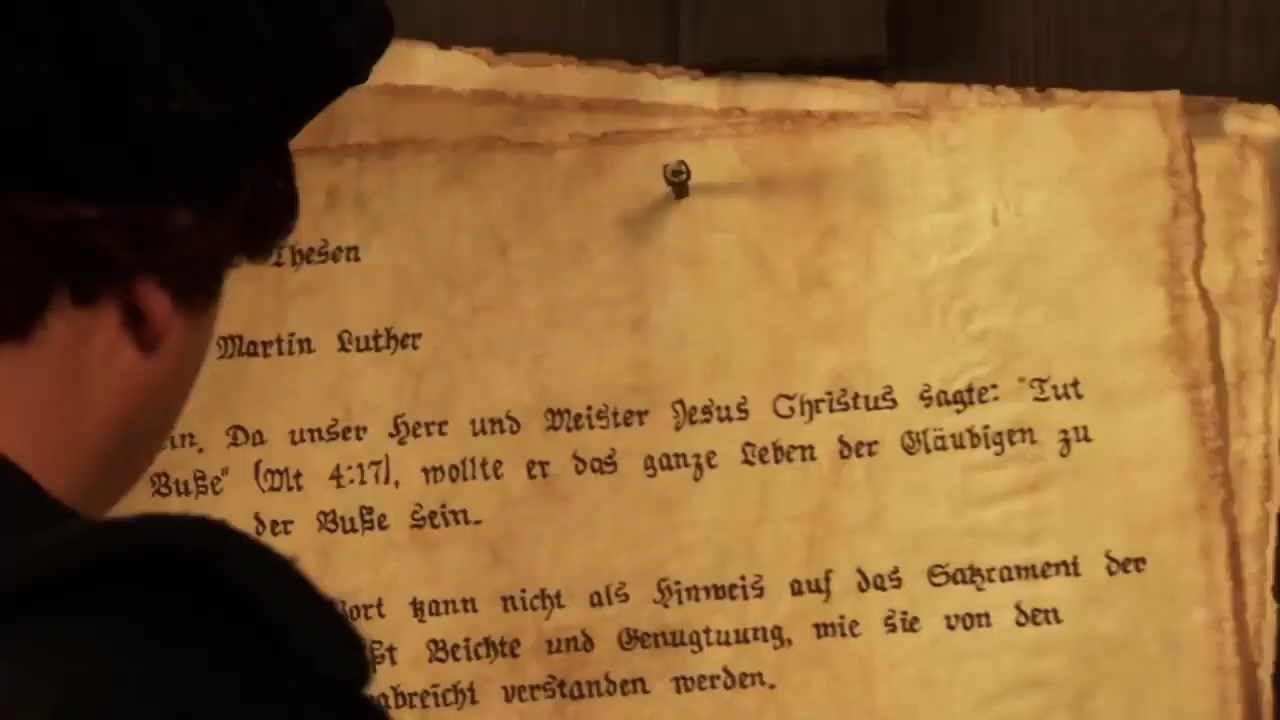 Thesen
Martin Luther
Da unser Herr und Meister Jesus Christus sagte: "Tut
Buße" (Mt 4:17), wollte er das ganze Leben der Gläubigen zu
der Buße sein.
kann nicht als Hinweis auf das Sakrament der
Beichte und Genugtuung, wie sie von den
verstanden werden.